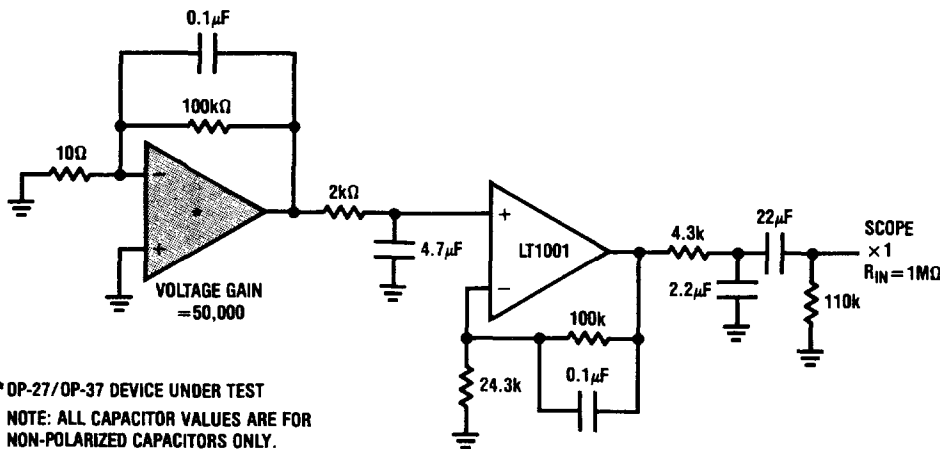 0.1μF
100kΩ
10Ω
−
*
+
VOLTAGE GAIN
=50,000
2kΩ
4.7μF
+
LT1001
−
4.3k
22μF
SCOPE
×1
R_IN=1MΩ
2.2μF
110k
100k
0.1μF
24.3k
*OP-27/OP-37 DEVICE UNDER TEST
NOTE: ALL CAPACITOR VALUES ARE FOR
NON-POLARIZED CAPACITORS ONLY.